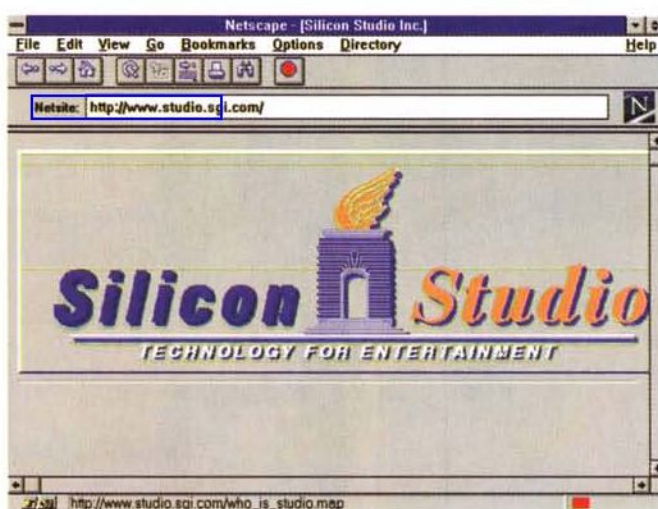 Netscape - [Silicon Studio Inc.]
File Edit View Go Bookmarks Options Directory Help
Netsite: http://www.studio.sgi.com/
N
Silicon Studio
TECHNOLOGY FOR ENTERTAINMENT
http://www.studio.sgi.com/who_is_studio.map